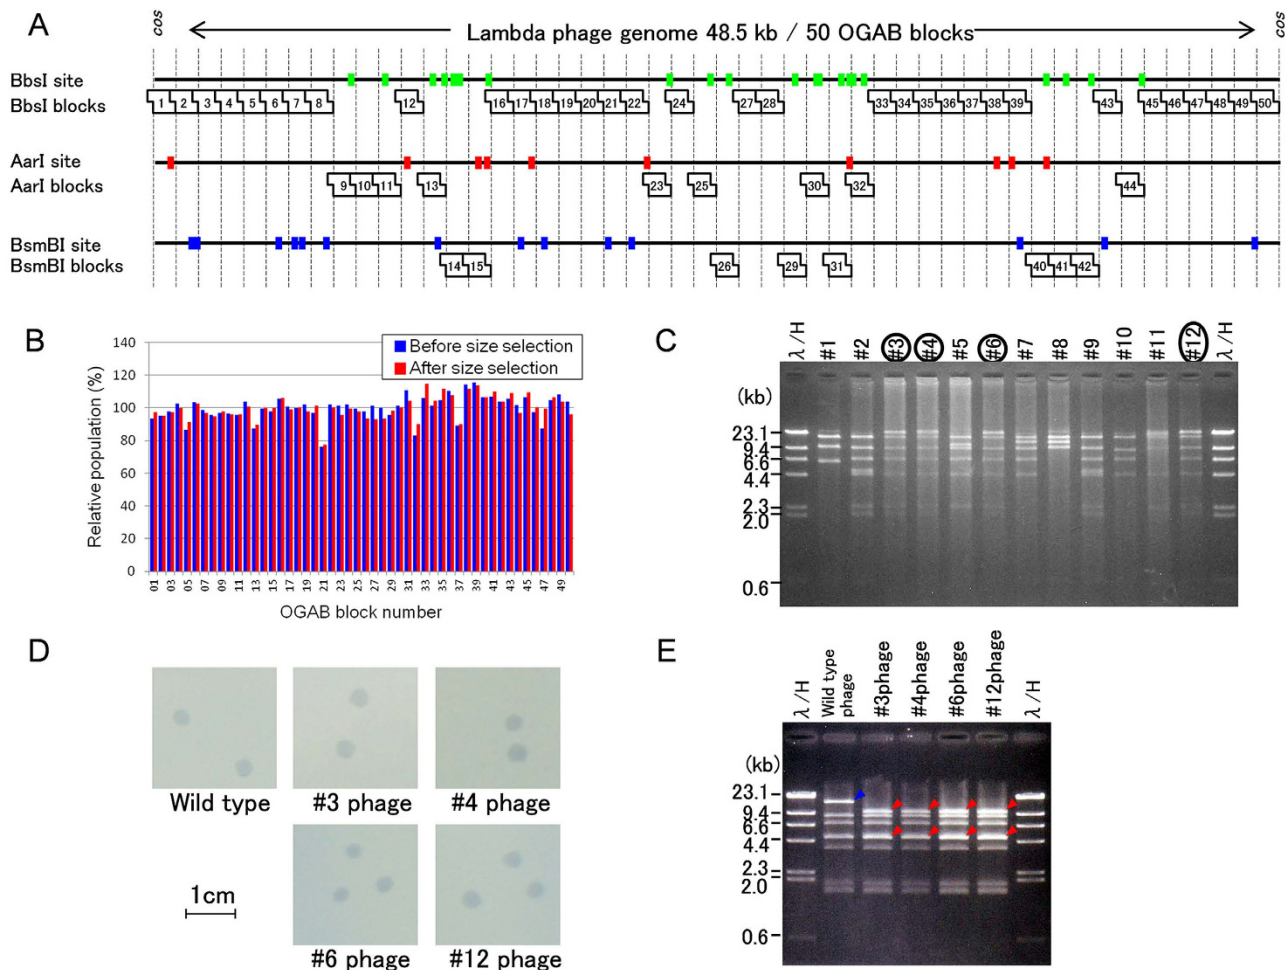 A
cos
Lambda phage genome 48.5 kb / 50 OGAB blocks
cos
BbsI site
BbsI blocks
1 2 3 4 5 6 7 8 12 16 17 18 19 20 21 22 24 27 28 33 34 35 36 37 38 39 43 45 46 47 48 49 50
AarI site
AarI blocks
9 10 11 13 23 25 30 32 44
BsmBI site
BsmBI blocks
14 15 26 29 31 40 41 42
B
Relative population (%)
140
120
100
80
60
40
20
0
Before size selection
After size selection
01 03 05 07 09 11 13 15 17 19 21 23 25 27 29 31 33 35 37 39 41 43 45 47 49
OGAB block number
C
λ/H #1 #2 #3 #4 #5 #6 #7 #8 #9 #10 #11 #12 λ/H
(kb)
23.1
9.4
6.6
4.4
2.3
2.0
0.6
D
Wild type
#3 phage
#4 phage
1cm
#6 phage
#12 phage
E
λ/H
Wild type
phage
#3phage
#4phage
#6phage
#12phage
λ/H
(kb)
23.1
9.4
6.6
4.4
2.3
2.0
0.6